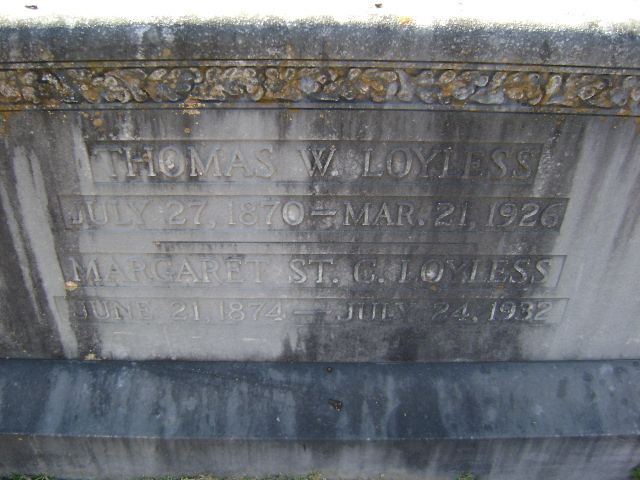 THOMAS W. LOYLESS
JULY 27, 1870 — MAR. 21, 1926
MARGARET ST. C. LOYLESS
JUNE 21, 1874 — JULY 24, 1932